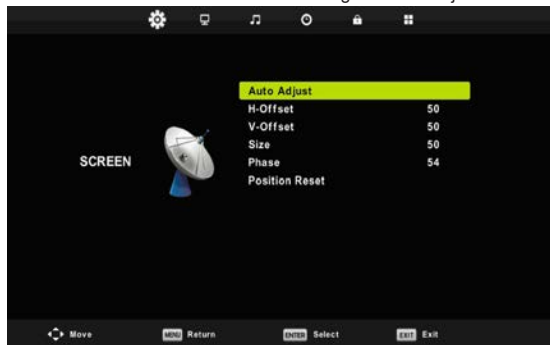 Auto Adjust
H-Offset 50
V-Offset 50
Size 50
SCREEN
Phase 54
Position Reset
Move MENU Return ENTER Select EXIT Exit